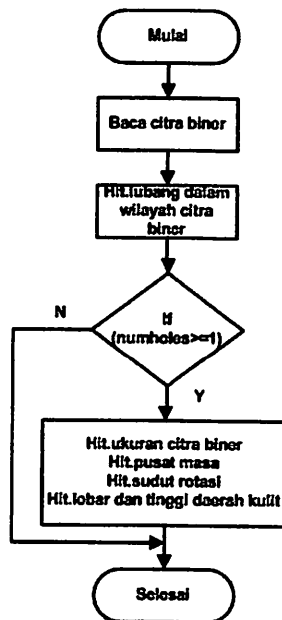 Mulai
Baca citra biner
Hit.lubang dalam
wilayah citra
biner
If
(numholes>=1)
N
Y
Hit.ukuran citra biner
Hit.pusat masa
Hit.sudut rotasi
Hit.lebar dan tinggi daerah kulit
Selesai